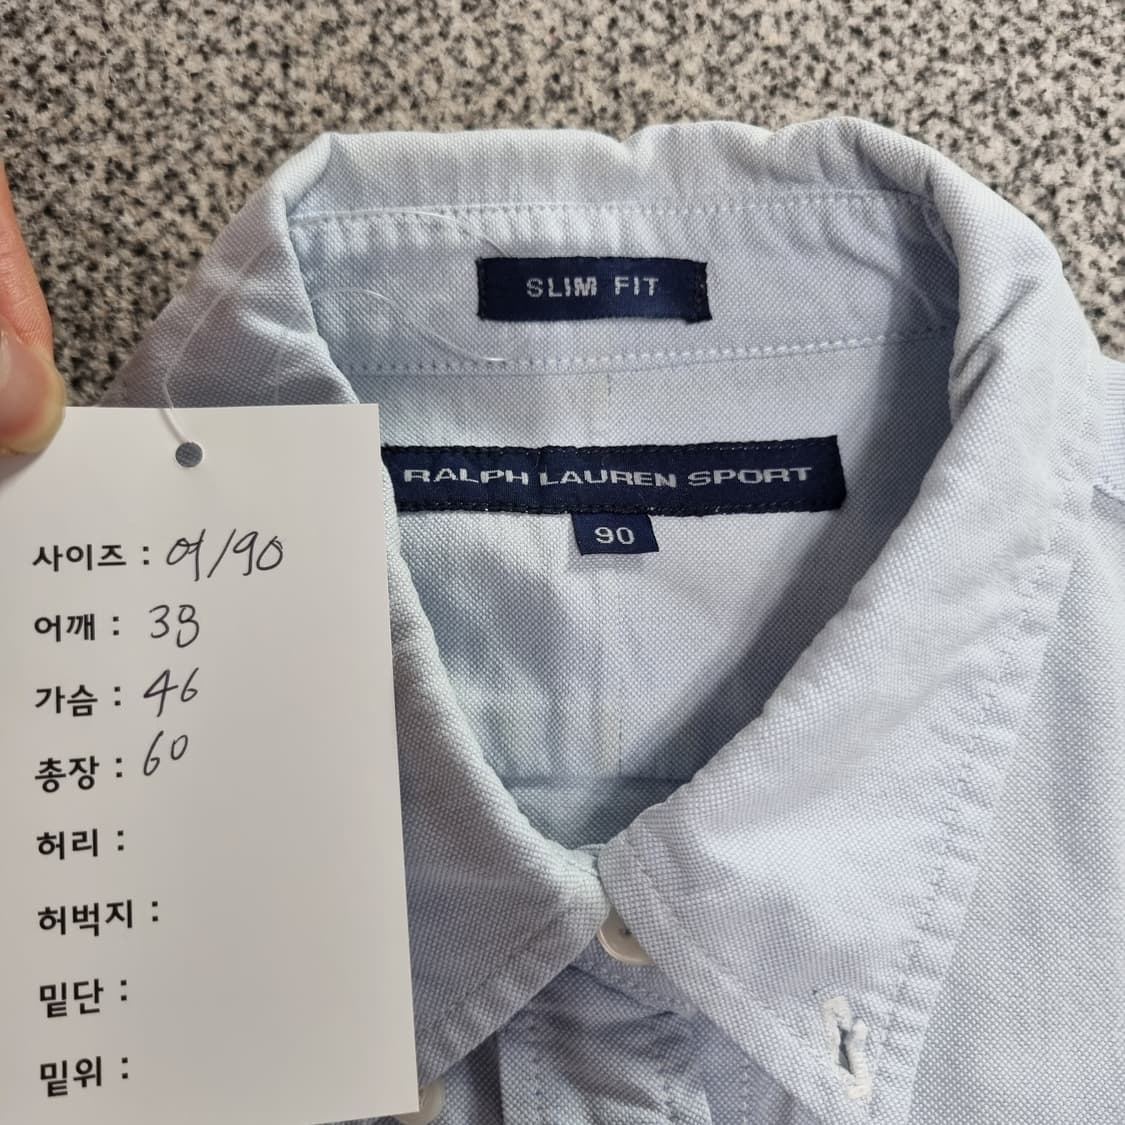 SLIM FIT
RALPH LAUREN SPORT
90
사이즈 : 여/90
어깨 : 38
가슴 : 46
총장 : 60
허리 :
허벅지 :
밑단 :
밑위 :